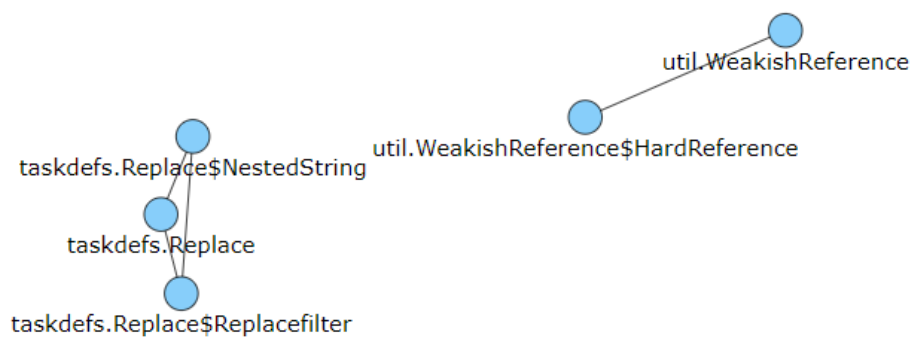 util.WeakishReference
util.WeakishReference$HardReference
taskdefs.Replace$NestedString
taskdefs.Replace
taskdefs.Replace$Replacefilter